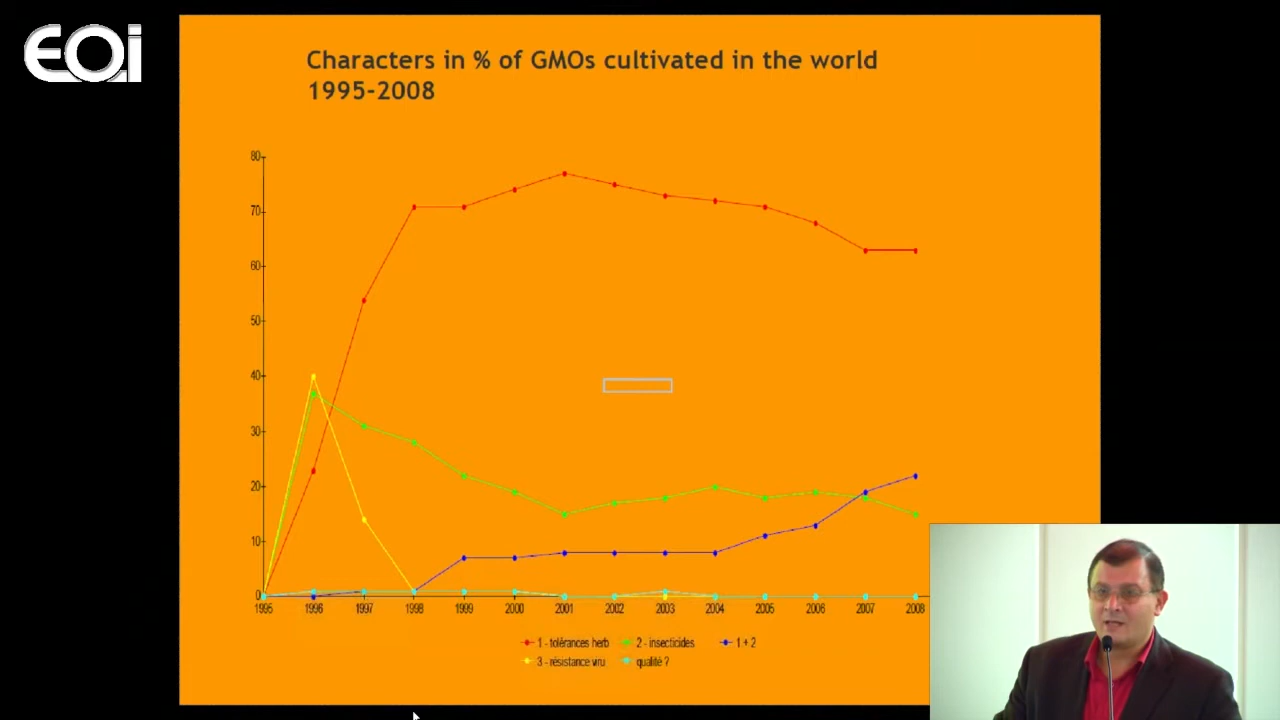 EOi
Characters in % of GMOs cultivated in the world
1995-2008
80
70
60
50
40
30
20
10
0
1995 1996 1997 1998 1999 2000 2001 2002 2003 2004 2005 2006 2007 2008
1 - tolérances herb 2 - insecticides 1 + 2
3 - résistance viru qualité ?